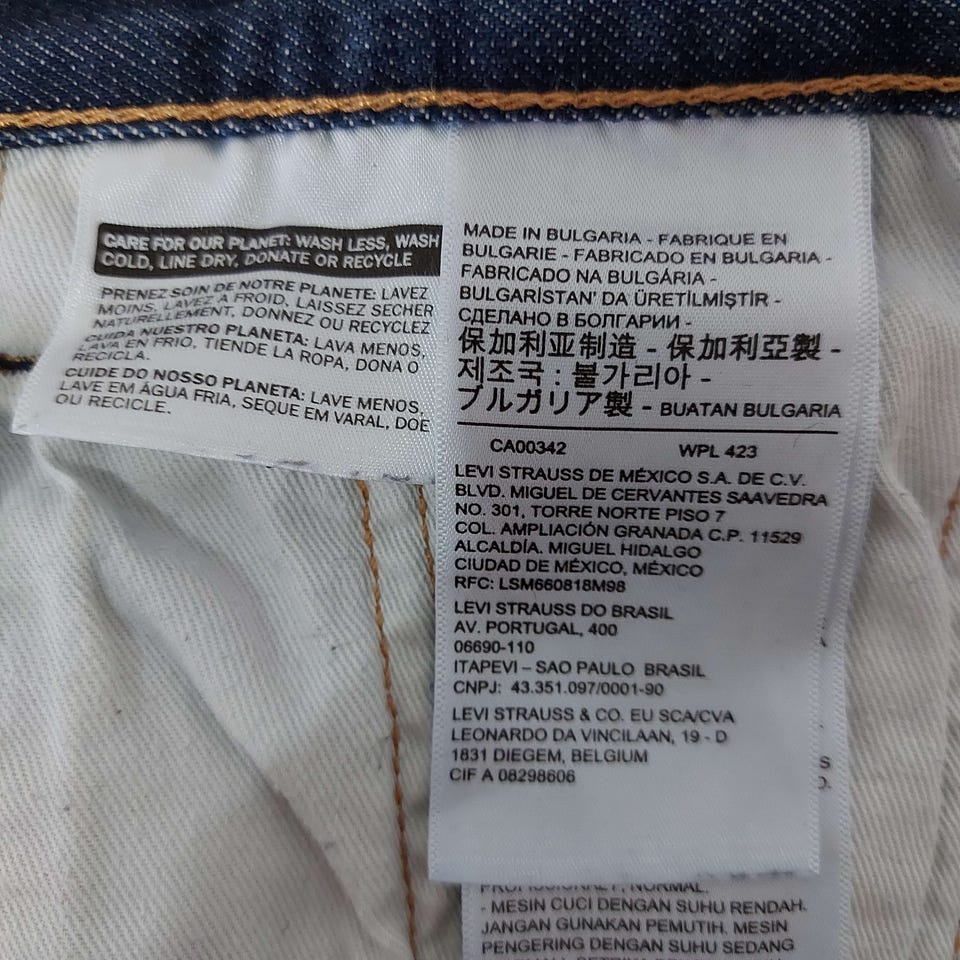 CARE FOR OUR PLANET: WASH LESS, WASH
COLD, LINE DRY, DONATE OR RECYCLE
PRENEZ SOIN DE NOTRE PLANETE: LAVEZ
MOINS, LAVEZ A FROID, LAISSEZ SECHER
NATURELLEMENT, DONNEZ OU RECYCLEZ
CUIDA NUESTRO PLANETA: LAVA MENOS,
LAVA EN FRIO, TIENDE LA ROPA, DONA O
RECICLA.
CUIDE DO NOSSO PLANETA: LAVE MENOS,
LAVE EM ÁGUA FRIA, SEQUE EM VARAL, DOE
OU RECICLE.
MADE IN BULGARIA - FABRIQUE EN
BULGARIE - FABRICADO EN BULGARIA -
FABRICADO NA BULGÁRIA -
BULGARİSTAN' DA ÜRETİLMİŞTİR -
СДЕЛАНО В БОЛГАРИИ -
保加利亚制造 - 保加利亞製 -
제조국 : 불가리아 -
ブルガリア製 - BUATAN BULGARIA
CA00342 WPL 423
LEVI STRAUSS DE MÉXICO S.A. DE C.V.
BLVD. MIGUEL DE CERVANTES SAAVEDRA
NO. 301, TORRE NORTE PISO 7
COL. AMPLIACIÓN GRANADA C.P. 11529
ALCALDÍA. MIGUEL HIDALGO
CIUDAD DE MÉXICO, MÉXICO
RFC: LSM660818M98
LEVI STRAUSS DO BRASIL
AV. PORTUGAL, 400
06690-110
ITAPEVI – SAO PAULO BRASIL
CNPJ: 43.351.097/0001-90
LEVI STRAUSS & CO. EU SCA/CVA
LEONARDO DA VINCILAAN, 19 - D
1831 DIEGEM, BELGIUM
CIF A 08298606
NORMAL.
- MESIN CUCI DENGAN SUHU RENDAH.
JANGAN GUNAKAN PEMUTIH. MESIN
PENGERING DENGAN SUHU SEDANG